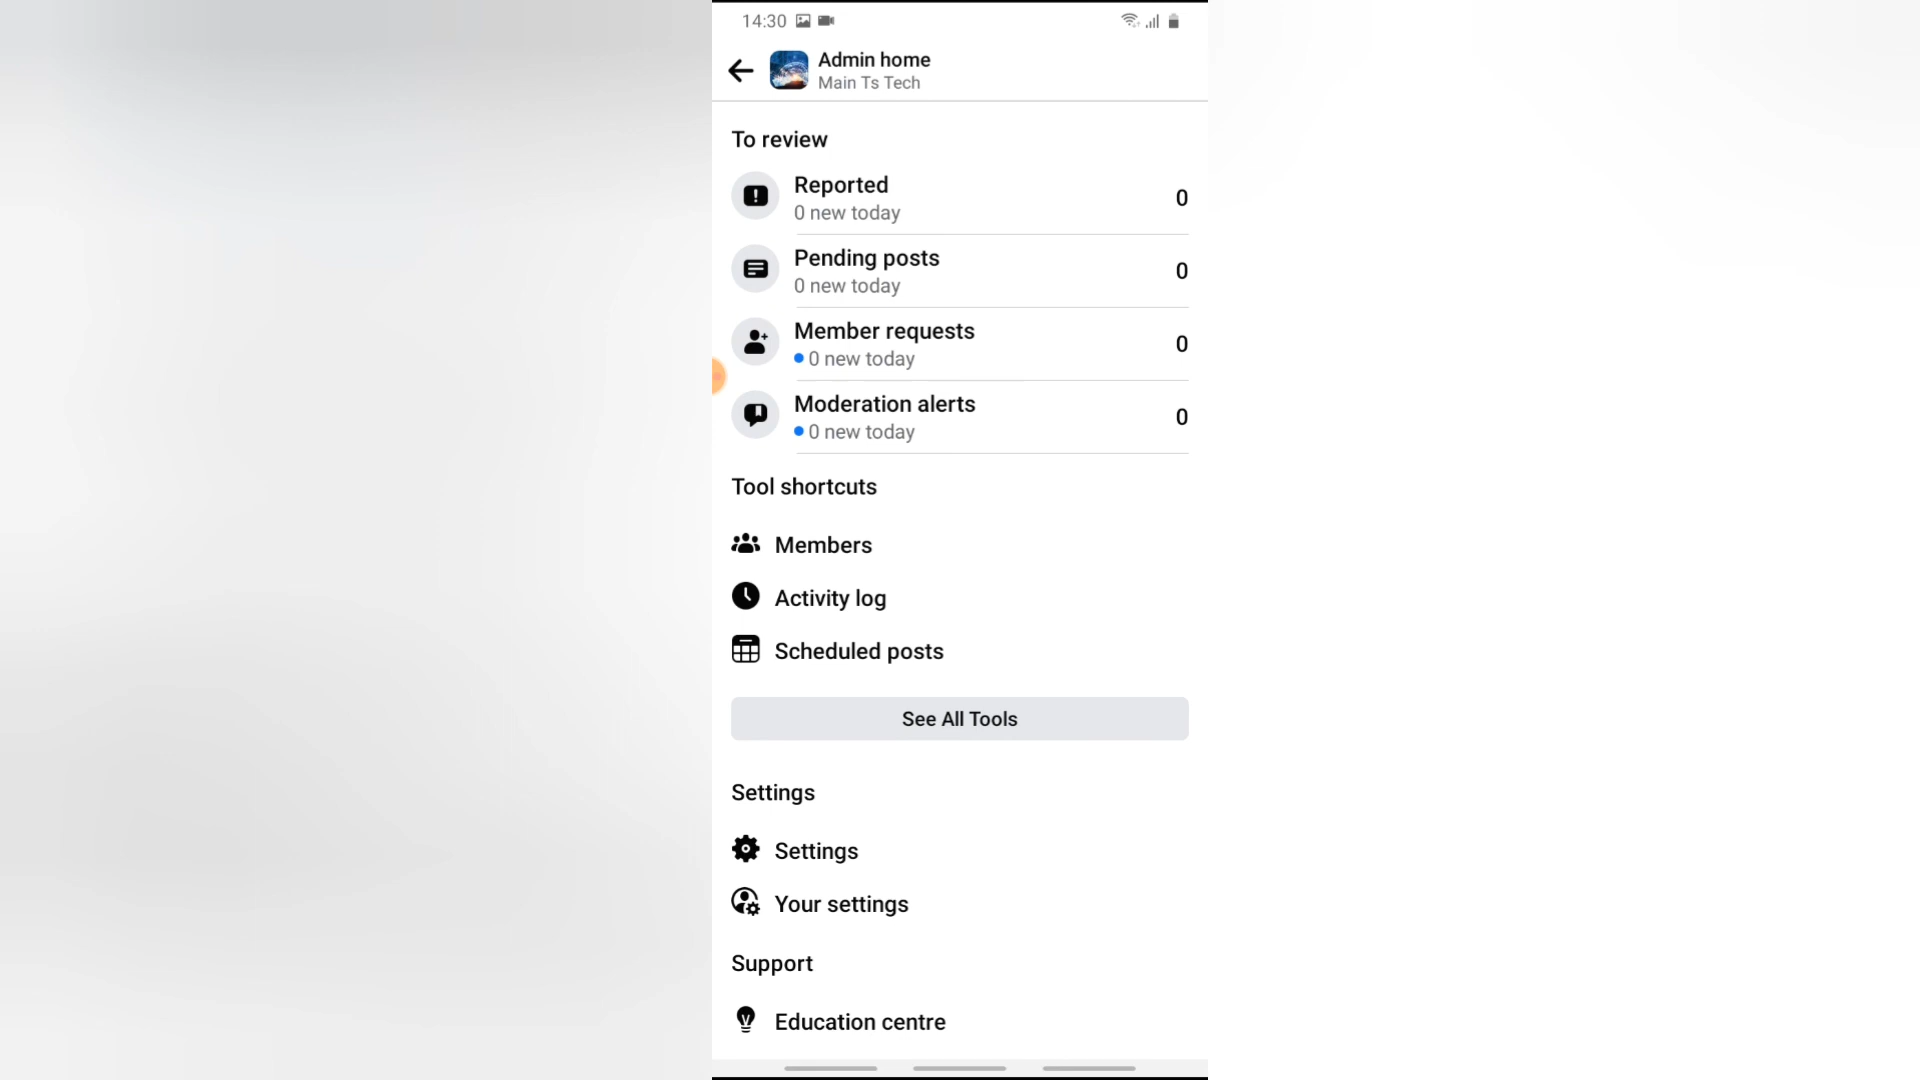 14:30
Admin home
Main Ts Tech
To review
Reported
0 new today
0
Pending posts
0 new today
0
Member requests
0 new today
0
Moderation alerts
0 new today
0
Tool shortcuts
Members
Activity log
Scheduled posts
See All Tools
Settings
Settings
Your settings
Support
Education centre